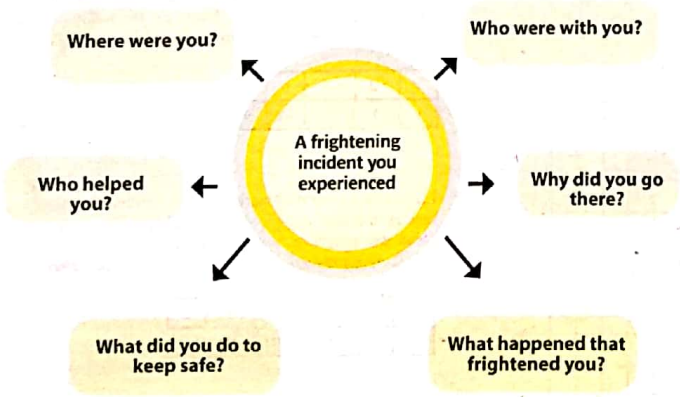 Where were you?
Who were with you?
A frightening
incident you
experienced
Who helped
you?
Why did you go
there?
What did you do to
keep safe?
What happened that
frightened you?